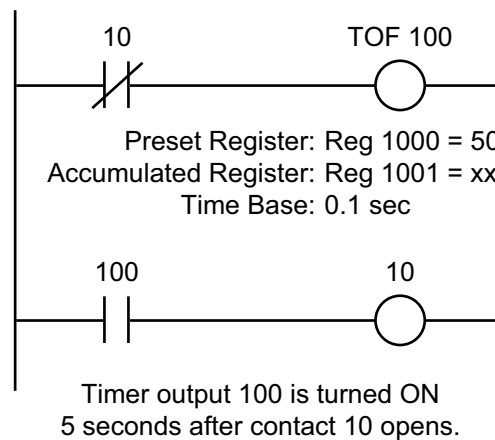 10 TOF 100
Preset Register: Reg 1000 = 50
Accumulated Register: Reg 1001 = xx
Time Base: 0.1 sec
100 10
Timer output 100 is turned ON
5 seconds after contact 10 opens.